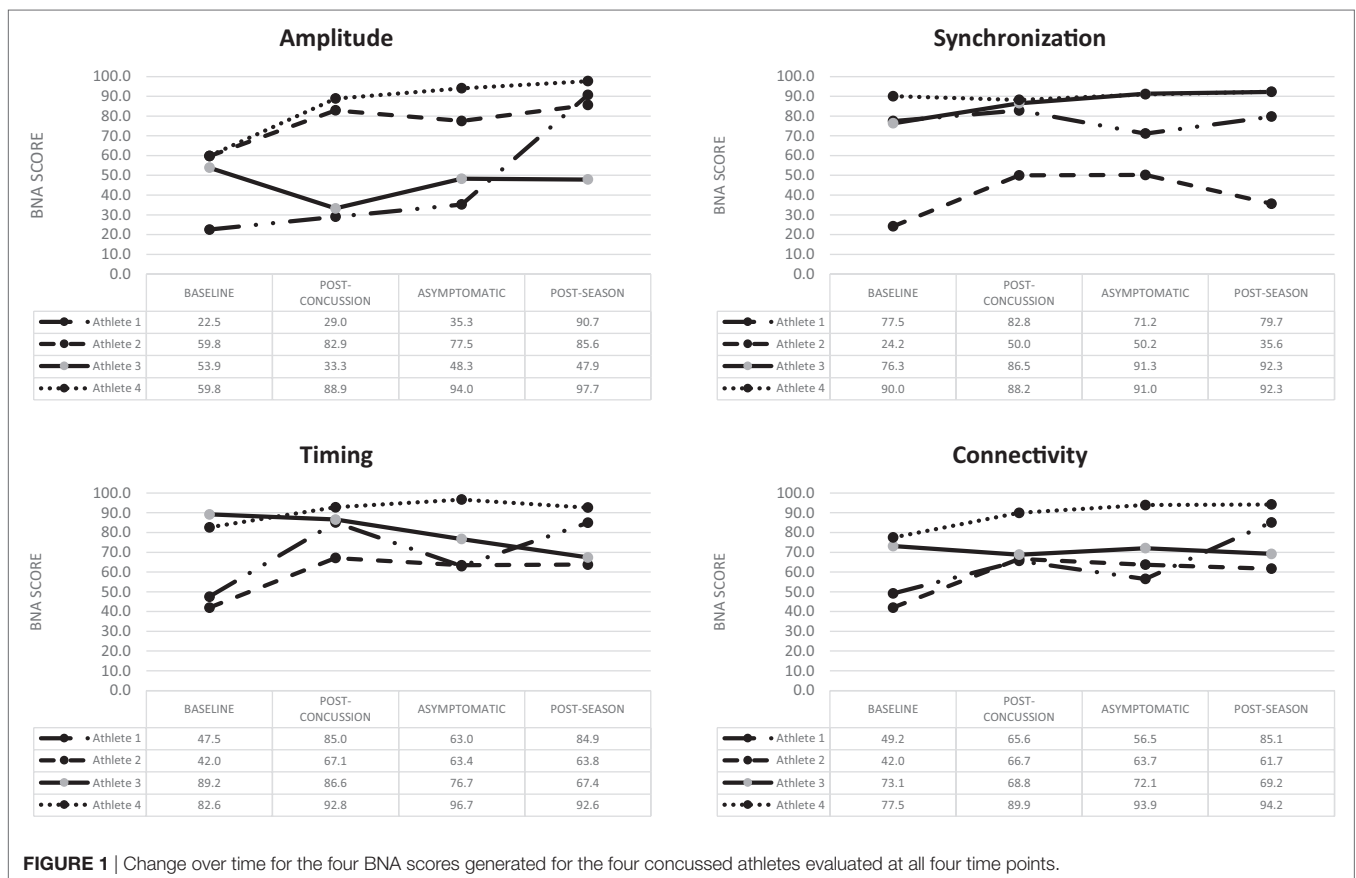 Amplitude
BNA SCORE
100.0
90.0
80.0
70.0
60.0
50.0
40.0
30.0
20.0
10.0
0.0
BASELINE POST-CONCUSSION ASYMPTOMATIC POST-SEASON
Athlete 1 22.5 29.0 35.3 90.7
Athlete 2 59.8 82.9 77.5 85.6
Athlete 3 53.9 33.3 48.3 47.9
Athlete 4 59.8 88.9 94.0 97.7
Synchronization
BNA SCORE
100.0
90.0
80.0
70.0
60.0
50.0
40.0
30.0
20.0
10.0
0.0
BASELINE POST-CONCUSSION ASYMPTOMATIC POST-SEASON
Athlete 1 77.5 82.8 71.2 79.7
Athlete 2 24.2 50.0 50.2 35.6
Athlete 3 76.3 86.5 91.3 92.3
Athlete 4 90.0 88.2 91.0 92.3
Timing
BNA SCORE
100.0
90.0
80.0
70.0
60.0
50.0
40.0
30.0
20.0
10.0
0.0
BASELINE POST-CONCUSSION ASYMPTOMATIC POST-SEASON
Athlete 1 47.5 85.0 63.0 84.9
Athlete 2 42.0 67.1 63.4 63.8
Athlete 3 89.2 86.6 76.7 67.4
Athlete 4 82.6 92.8 96.7 92.6
Connectivity
BNA SCORE
100.0
90.0
80.0
70.0
60.0
50.0
40.0
30.0
20.0
10.0
0.0
BASELINE POST-CONCUSSION ASYMPTOMATIC POST-SEASON
Athlete 1 49.2 65.6 56.5 85.1
Athlete 2 42.0 66.7 63.7 61.7
Athlete 3 73.1 68.8 72.1 69.2
Athlete 4 77.5 89.9 93.9 94.2
FIGURE 1 | Change over time for the four BNA scores generated for the four concussed athletes evaluated at all four time points.